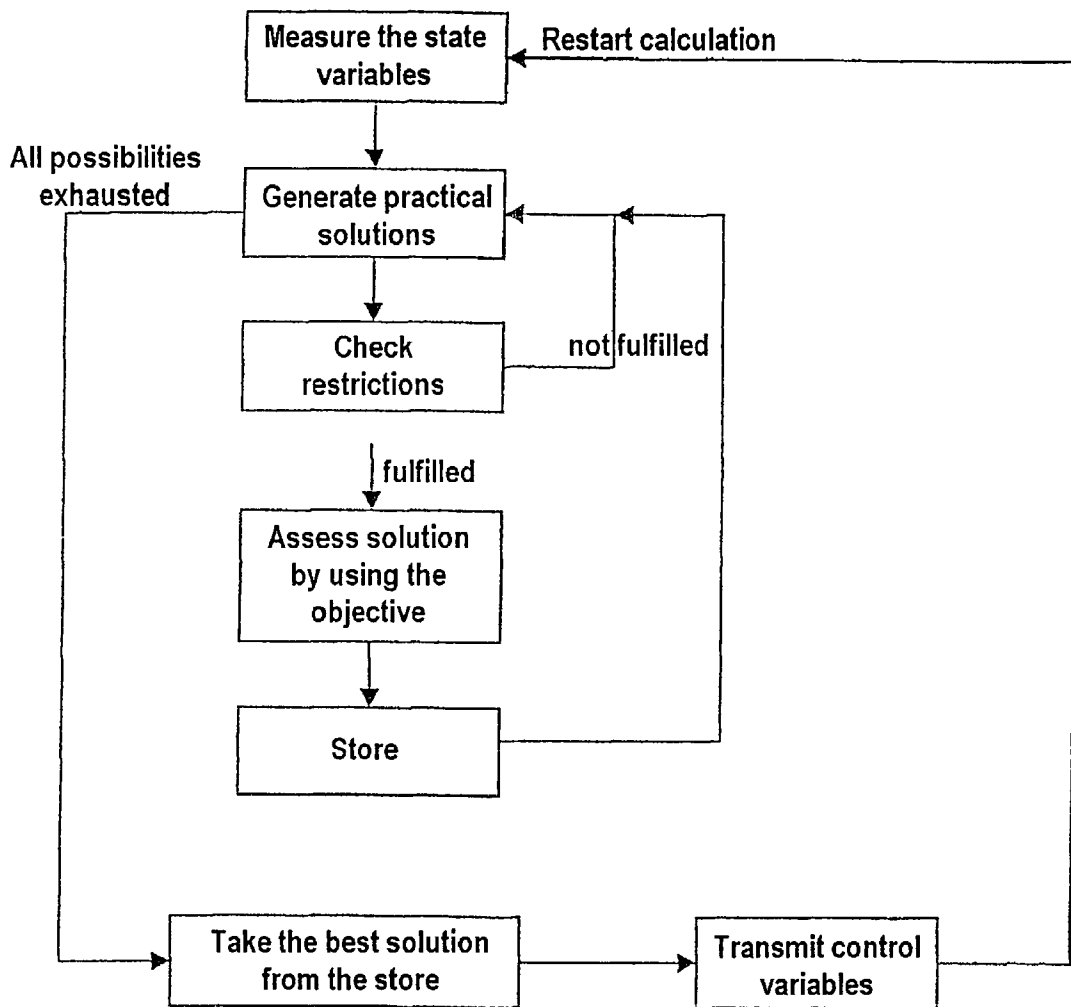 Measure the state
variables
Restart calculation
All possibilities
exhausted
Generate practical
solutions
Check
restrictions
not fulfilled
fulfilled
Assess solution
by using the
objective
Store
Take the best solution
from the store
Transmit control
variables